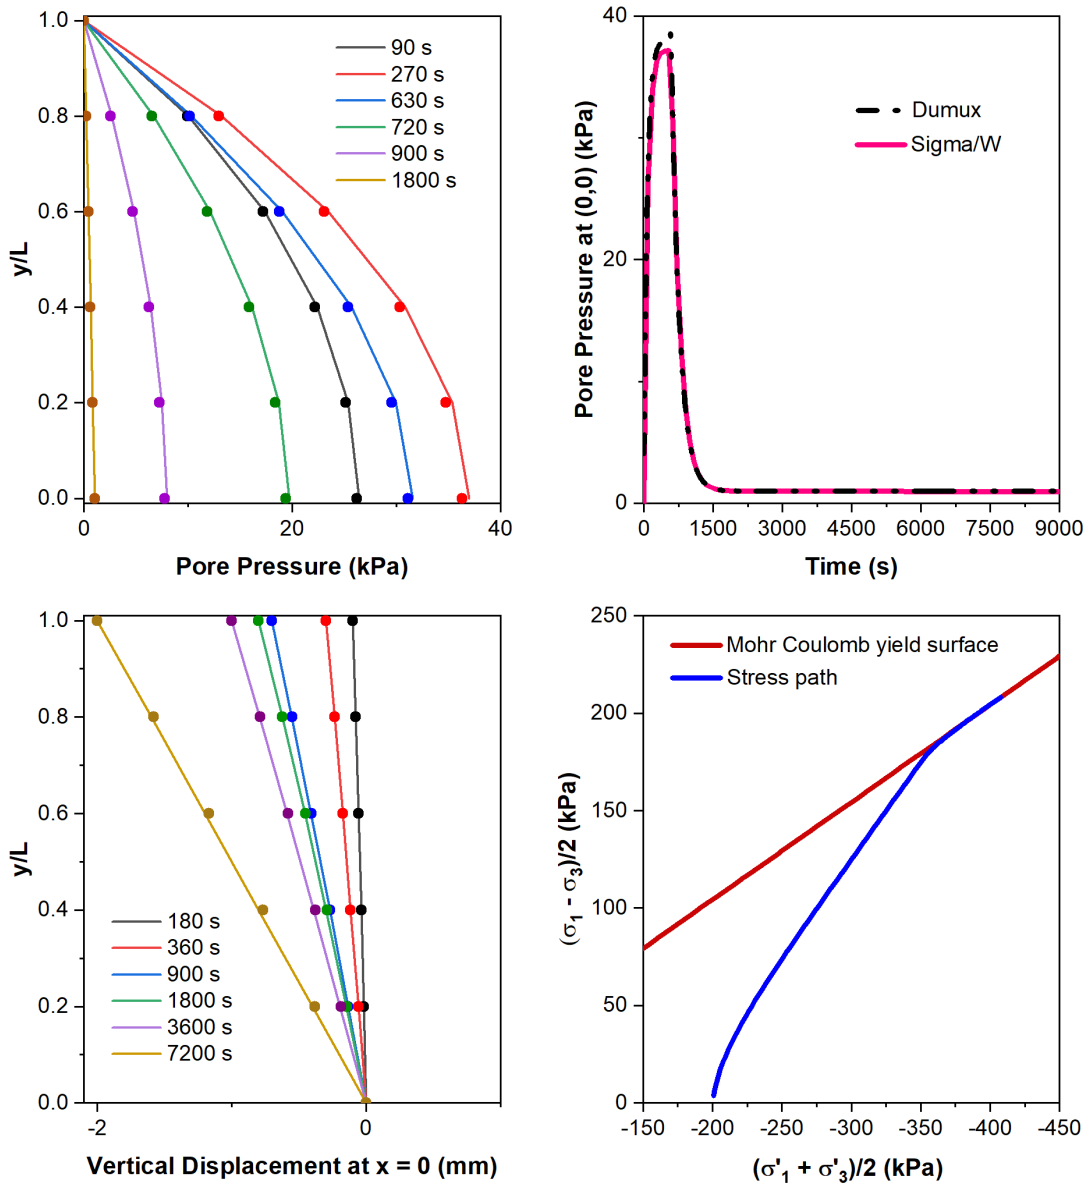 1.0
0.8
0.6
0.4
0.2
0.0
y/L
90 s
270 s
630 s
720 s
900 s
1800 s
0 20 40
Pore Pressure (kPa)
40
20
0
Pore Pressure at (0,0) (kPa)
Dumux
Sigma/W
0 1500 3000 4500 6000 7500 9000
Time (s)
1.0
0.8
0.6
0.4
0.2
0.0
y/L
180 s
360 s
900 s
1800 s
3600 s
7200 s
-2 0
Vertical Displacement at x = 0 (mm)
250
200
150
100
50
0
(σ1 - σ3)/2 (kPa)
Mohr Coulomb yield surface
Stress path
-150 -200 -250 -300 -350 -400 -450
(σ'1 + σ'3)/2 (kPa)